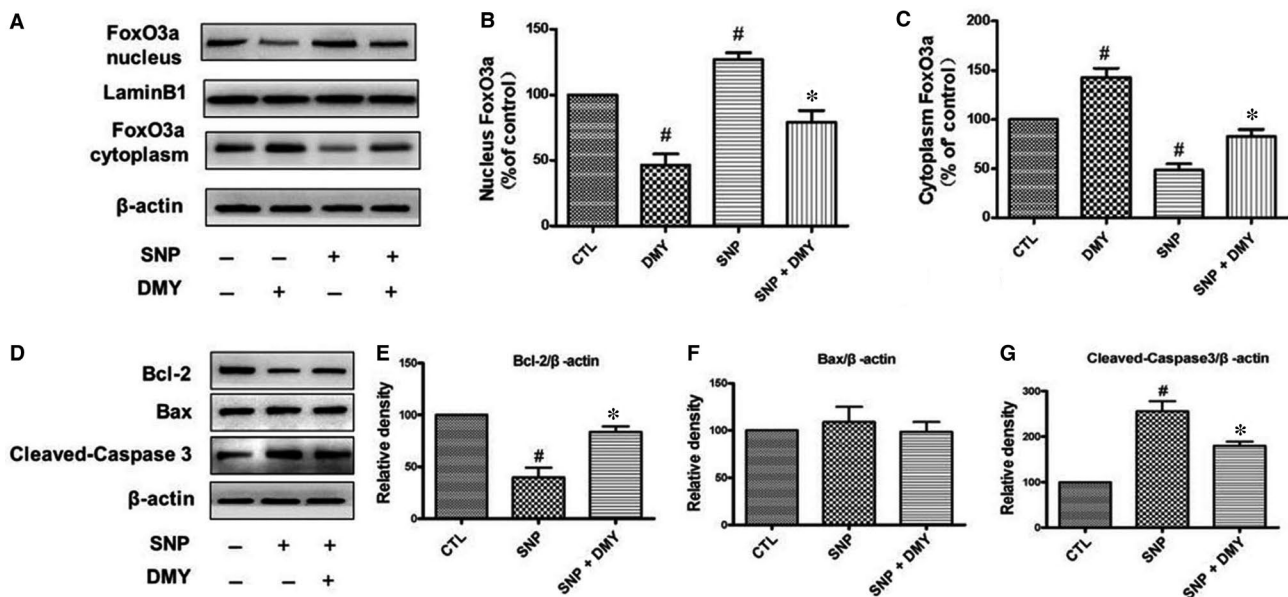 A
FoxO3a
nucleus
LaminB1
FoxO3a
cytoplasm
β-actin
SNP – – + +
DMY – + – +
B
Nucleus FoxO3a
(%of control)
150
100
50
0
#
#
*
CTL
DMY
SNP
SNP + DMY
C
Cytoplasm FoxO3a
(% of control)
200
150
100
50
0
#
#
*
CTL
DMY
SNP
SNP + DMY
D
Bcl-2
Bax
Cleaved-Caspase 3
β-actin
SNP – + +
DMY – – +
E
Bcl-2/β -actin
Relative density
150
100
50
0
#
*
CTL
SNP
SNP + DMY
F
Bax/β -actin
Relative density
150
100
50
0
CTL
SNP
SNP + DMY
G
Cleaved-Caspase3/β -actin
Relative density
300
200
100
0
#
*
CTL
SNP
SNP + DMY